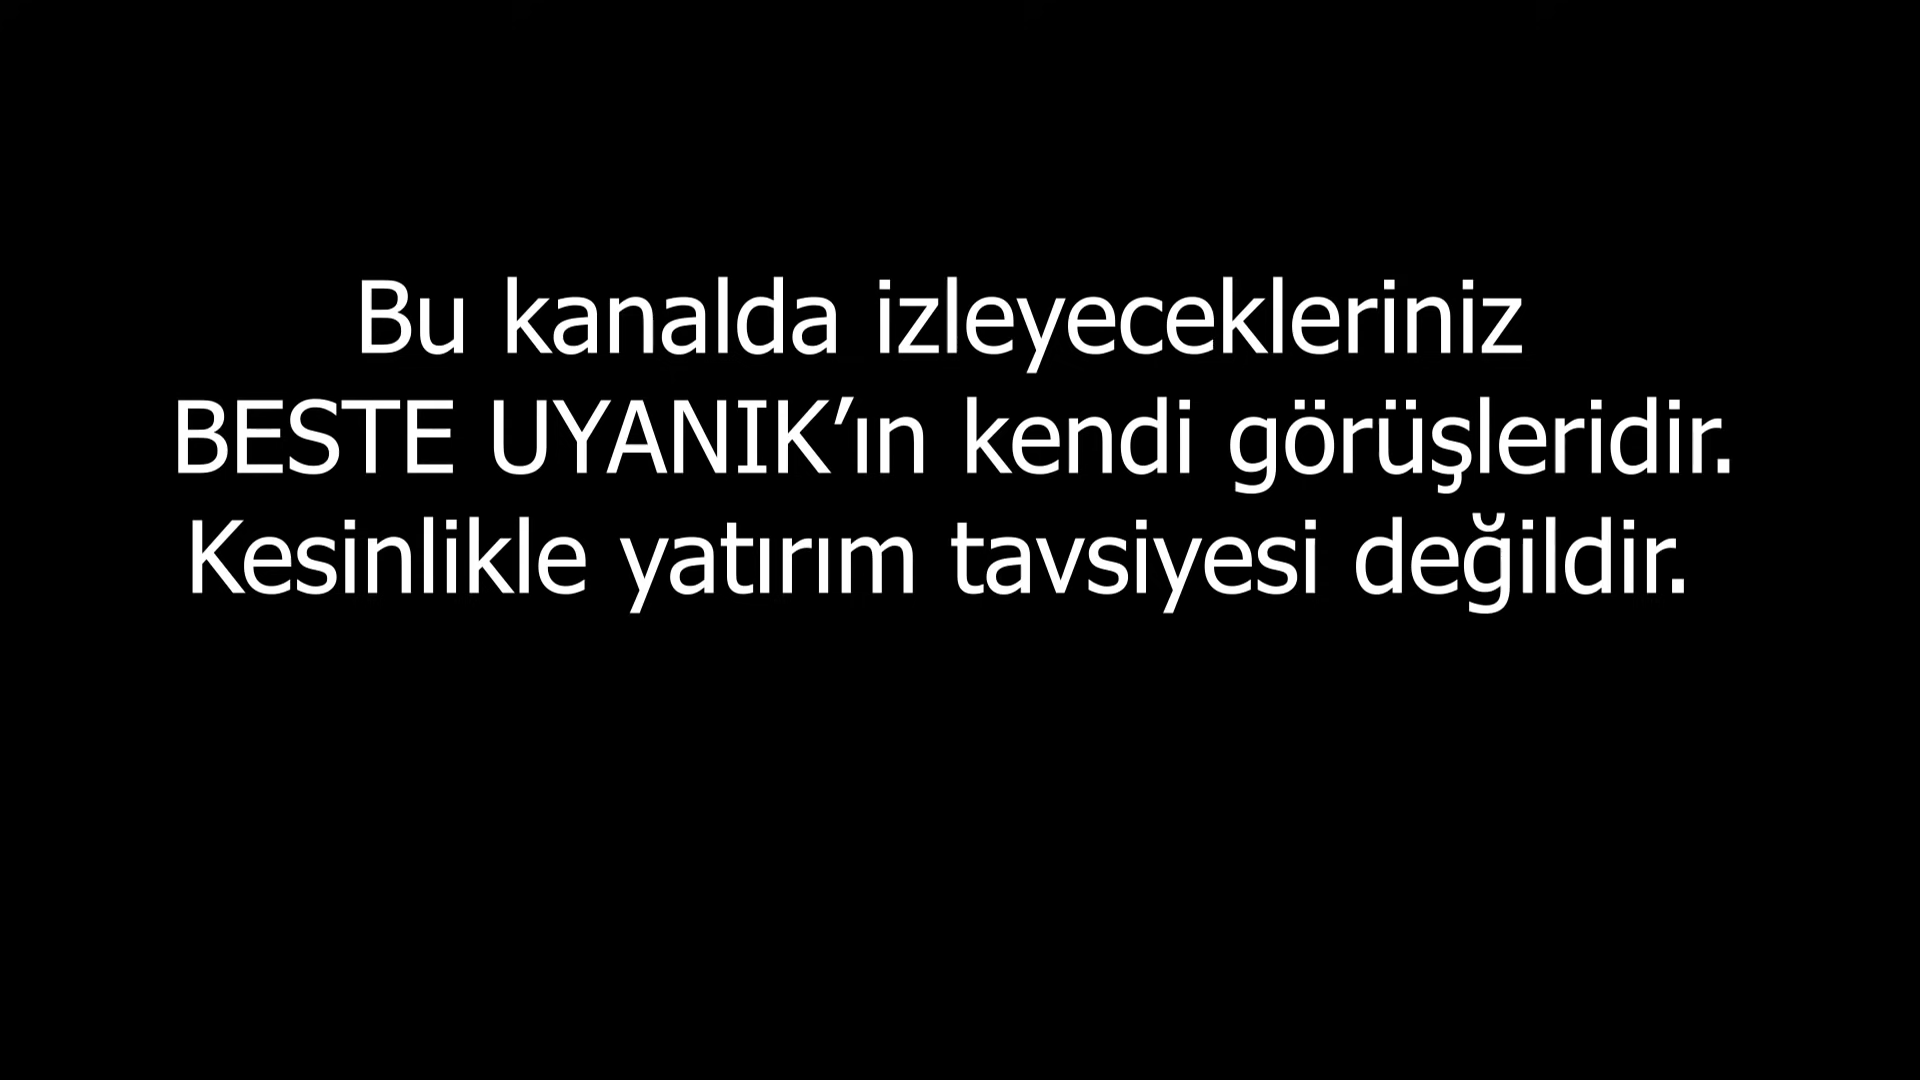 Bu kanalda izleyecekleriniz
BESTE UYANIK’ın kendi görüşleridir.
Kesinlikle yatırım tavsiyesi değildir.